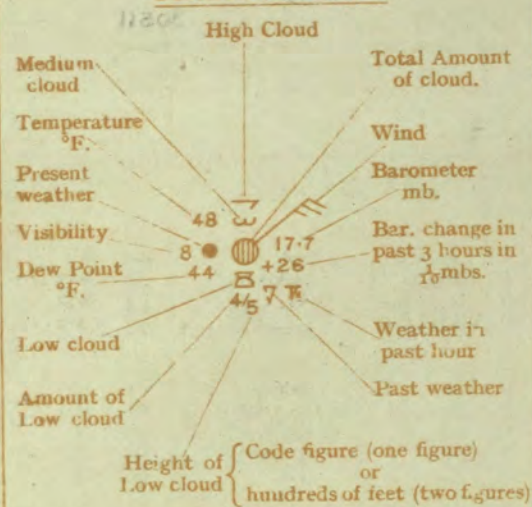 High Cloud
Medium cloud
Total Amount of cloud.
Temperature °F.
Wind
Present weather
Barometer mb.
48
17·7
Visibility
8
Bar. change in past 3 hours in 1/10 mbs.
+26
Dew Point °F.
44
4/5
7
Low cloud
Weather in past hour
Amount of Low cloud
Past weather
Height of Low cloud { Code figure (one figure)
or
hundreds of feet (two figures)